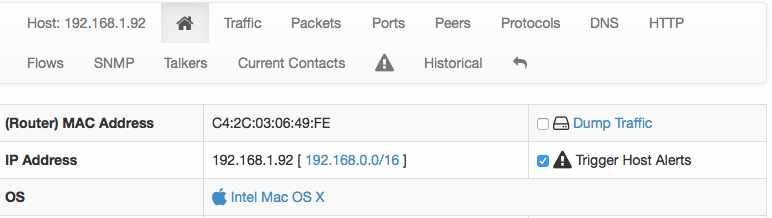 Host: 192.168.1.92 Traffic Packets Ports Peers Protocols DNS HTTP
Flows SNMP Talkers Current Contacts Historical
(Router) MAC Address C4:2C:03:06:49:FE Dump Traffic
IP Address 192.168.1.92 [ 192.168.0.0/16 ] Trigger Host Alerts
OS Intel Mac OS X